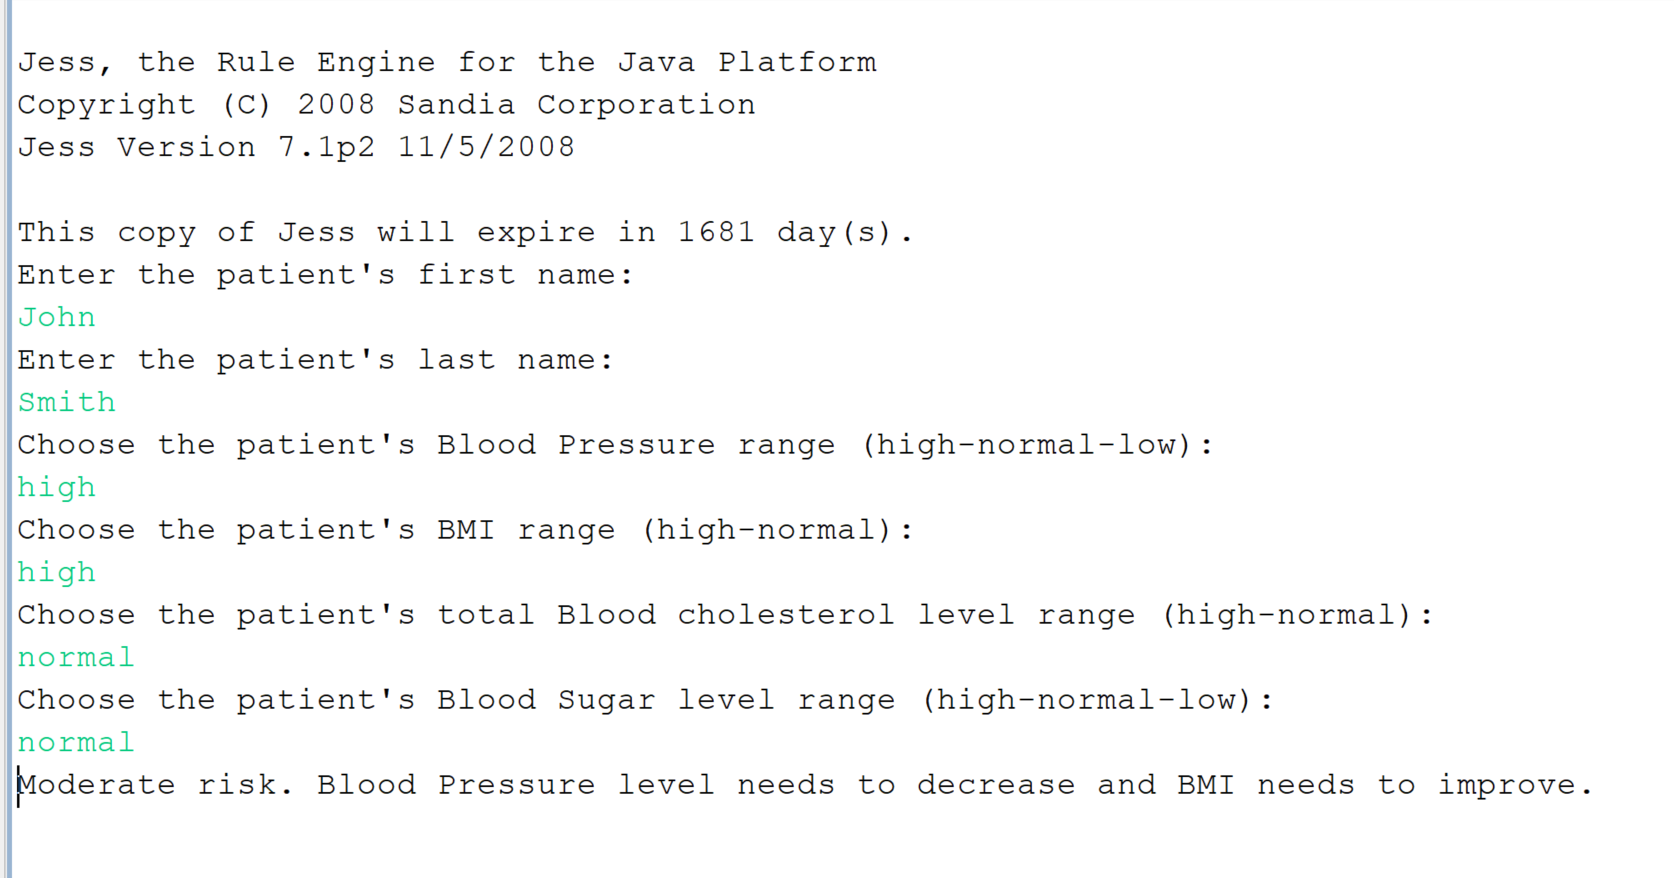 Jess, the Rule Engine for the Java Platform
Copyright (C) 2008 Sandia Corporation
Jess Version 7.1p2 11/5/2008
This copy of Jess will expire in 1681 day(s).
Enter the patient's first name:
John
Enter the patient's last name:
Smith
Choose the patient's Blood Pressure range (high-normal-low):
high
Choose the patient's BMI range (high-normal):
high
Choose the patient's total Blood cholesterol level range (high-normal):
normal
Choose the patient's Blood Sugar level range (high-normal-low):
normal
Moderate risk. Blood Pressure level needs to decrease and BMI needs to improve.